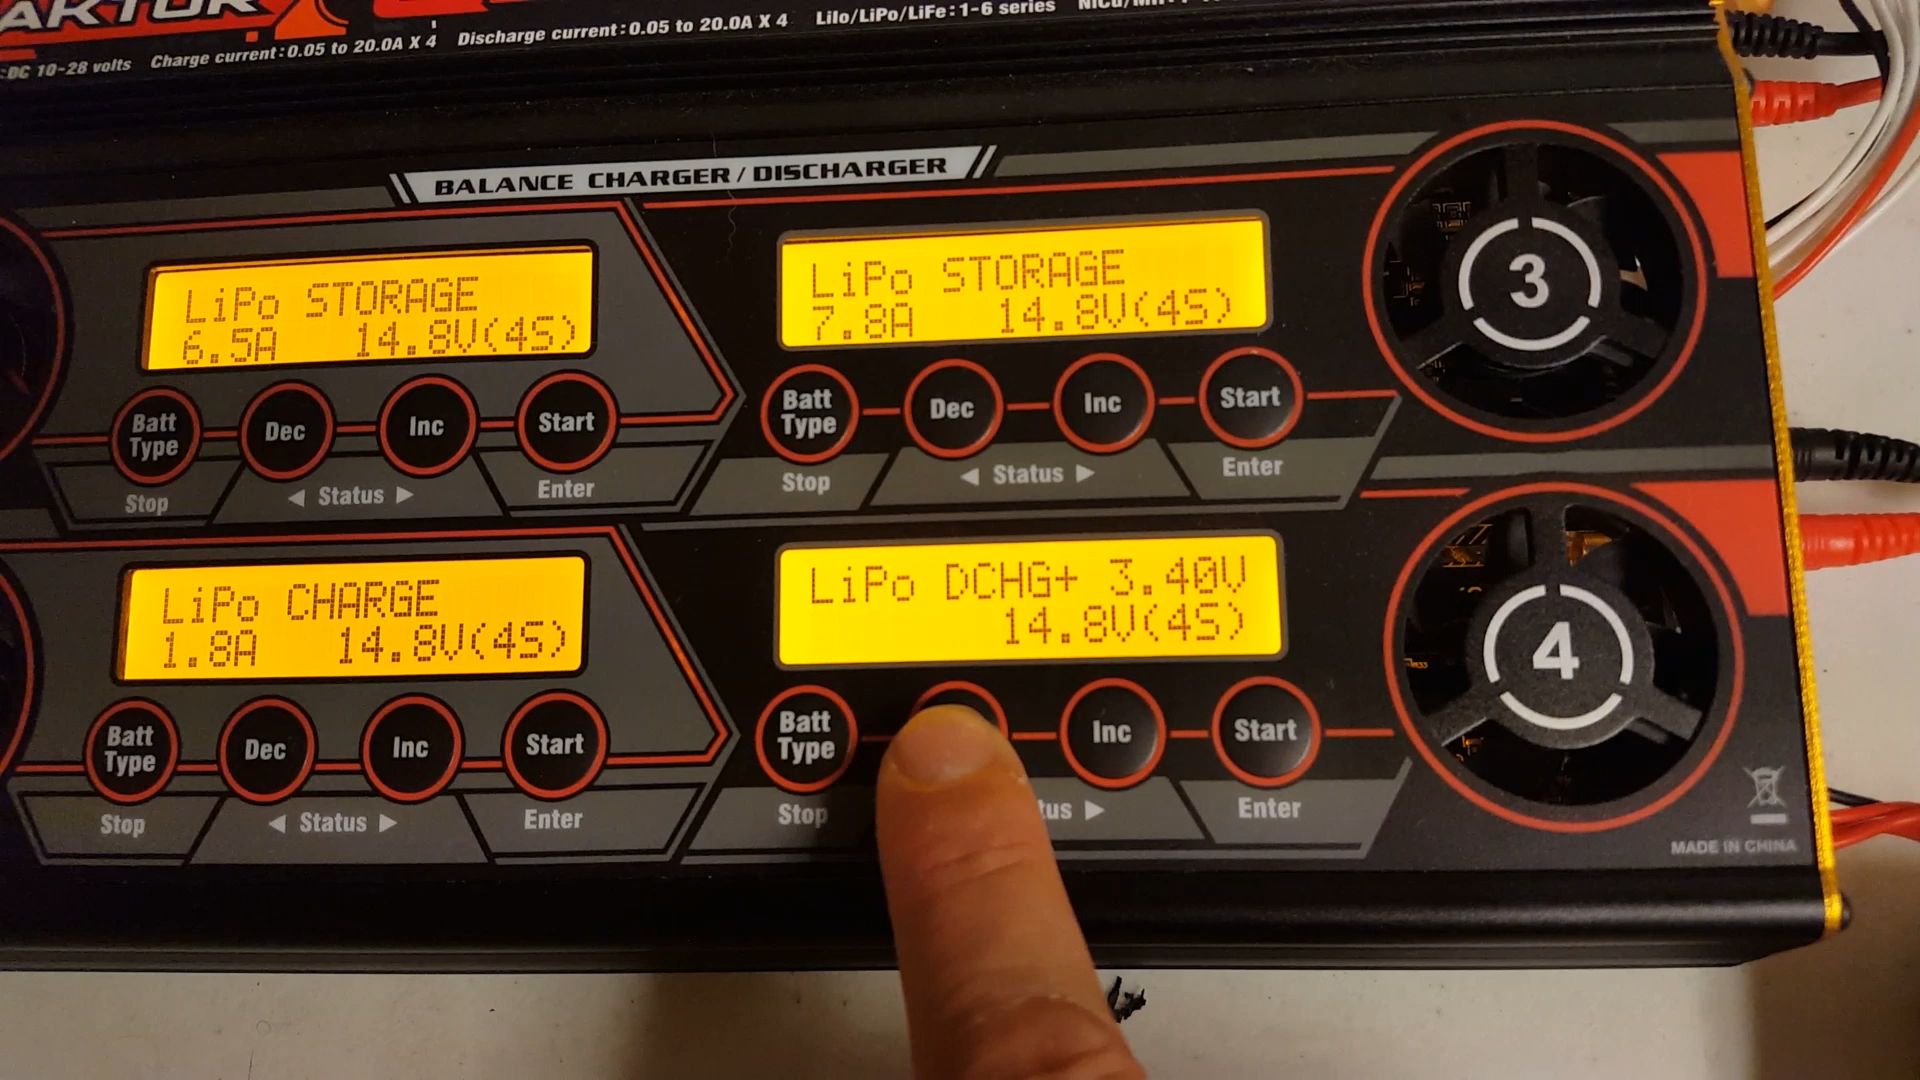 AKTOR
:DC 10-28 volts Charge current:0.05 to 20.0A X 4 Discharge current:0.05 to 20.0A X 4 LiIo/LiPo/LiFe:1-6 series
BALANCE CHARGER/DISCHARGER
LiPo STORAGE
6.5A 14.8V(4S)
Batt Type
Dec
Inc
Start
Stop
◀ Status ▶
Enter
LiPo STORAGE
7.8A 14.8V(4S)
Batt Type
Dec
Inc
Start
Stop
◀ Status ▶
Enter
3
LiPo CHARGE
1.8A 14.8V(4S)
Batt Type
Dec
Inc
Start
Stop
◀ Status ▶
Enter
LiPo DCHG+ 3.40V
14.8V(4S)
Batt Type
Inc
Start
Stop
tus ▶
Enter
4
MADE IN CHINA